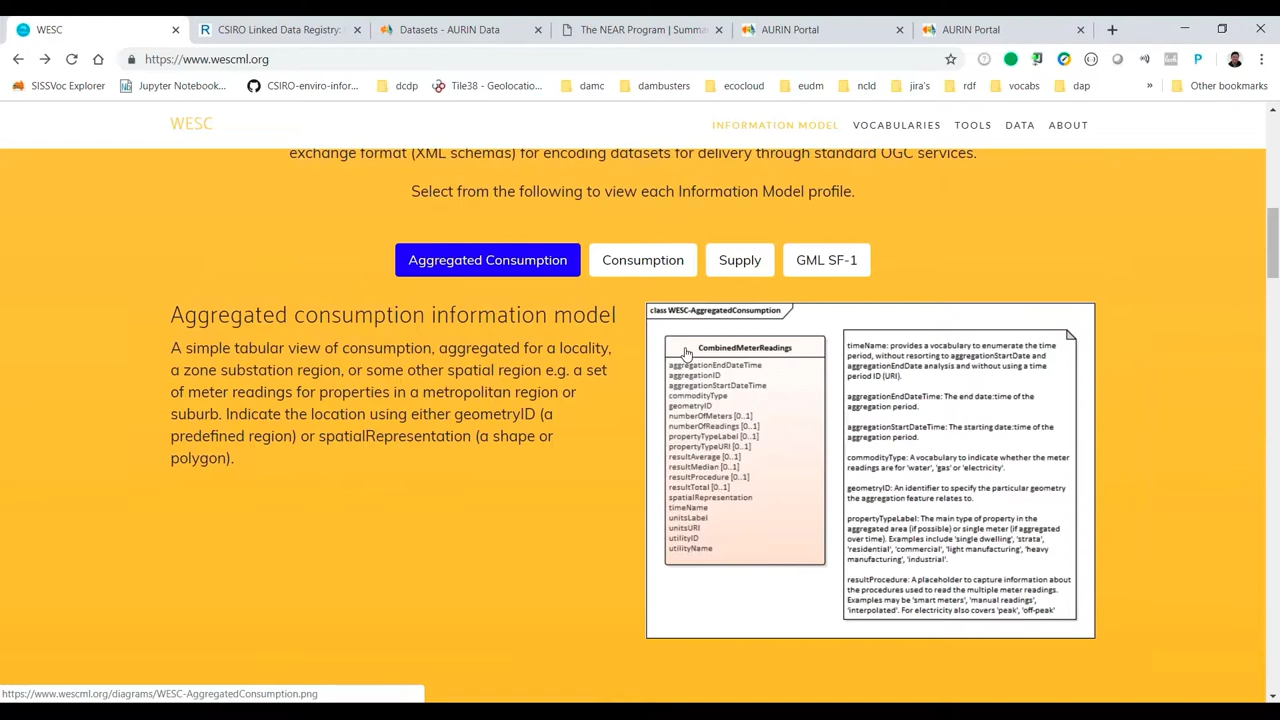 WESC
CSIRO Linked Data Registry:
Datasets - AURIN Data
The NEAR Program | Summa
AURIN Portal
AURIN Portal
https://www.wescml.org
SISSVoc Explorer
Jupyter Notebook...
CSIRO-enviro-infor...
dcdp
Tile38 - Geolocatio...
damc
dambusters
ecocloud
eudm
ncld
jira's
rdf
vocabs
dap
»
Other bookmarks
WESC
INFORMATION MODEL
VOCABULARIES
TOOLS
DATA
ABOUT
exchange format (XML schemas) for encoding datasets for delivery through standard OGC services.
Select from the following to view each Information Model profile.
Aggregated Consumption
Consumption
Supply
GML SF-1
Aggregated consumption information model
A simple tabular view of consumption, aggregated for a locality,
a zone substation region, or some other spatial region e.g. a set
of meter readings for properties in a metropolitan region or
suburb. Indicate the location using either geometryID (a
predefined region) or spatialRepresentation (a shape or
polygon).
class WESC-AggregatedConsumption
CombinedMeterReadings
aggregationEndDateTime
aggregationID
aggregationStartDateTime
commodityType
geometryID
numberOfMeters [0..1]
numberOfReadings [0..1]
propertyTypeLabel [0..1]
propertyTypeURI [0..1]
resultAverage [0..1]
resultMedian [0..1]
resultProcedure [0..1]
resultTotal [0..1]
spatialRepresentation
timeName
unitsLabel
unitsURI
utilityID
utilityName
timeName: provides a vocabulary to enumerate the time
period, without resorting to aggregationStartDate and
aggregationEndDate analysis and without using a time
period ID (URI).
aggregationEndDateTime: The end date:time of the
aggregation period.
aggregationStartDateTime: The starting date:time of the
aggregation period.
commodityType: A vocabulary to indicate whether the meter
readings are for 'water', 'gas' or 'electricity'.
geometryID: An identifier to specify the particular geometry
the aggregation feature relates to.
propertyTypeLabel: The main type of property in the
aggregated area (if possible) or single meter (if aggregated
over time). Examples include 'single dwelling', 'strata',
'residential', 'commercial', 'light manufacturing', 'heavy
manufacturing', 'industrial'.
resultProcedure: A placeholder to capture information about
the procedures used to read the multiple meter readings.
Examples may be 'smart meters', 'manual readings',
'interpolated'. For electricity also covers 'peak', 'off-peak'
https://www.wescml.org/diagrams/WESC-AggregatedConsumption.png